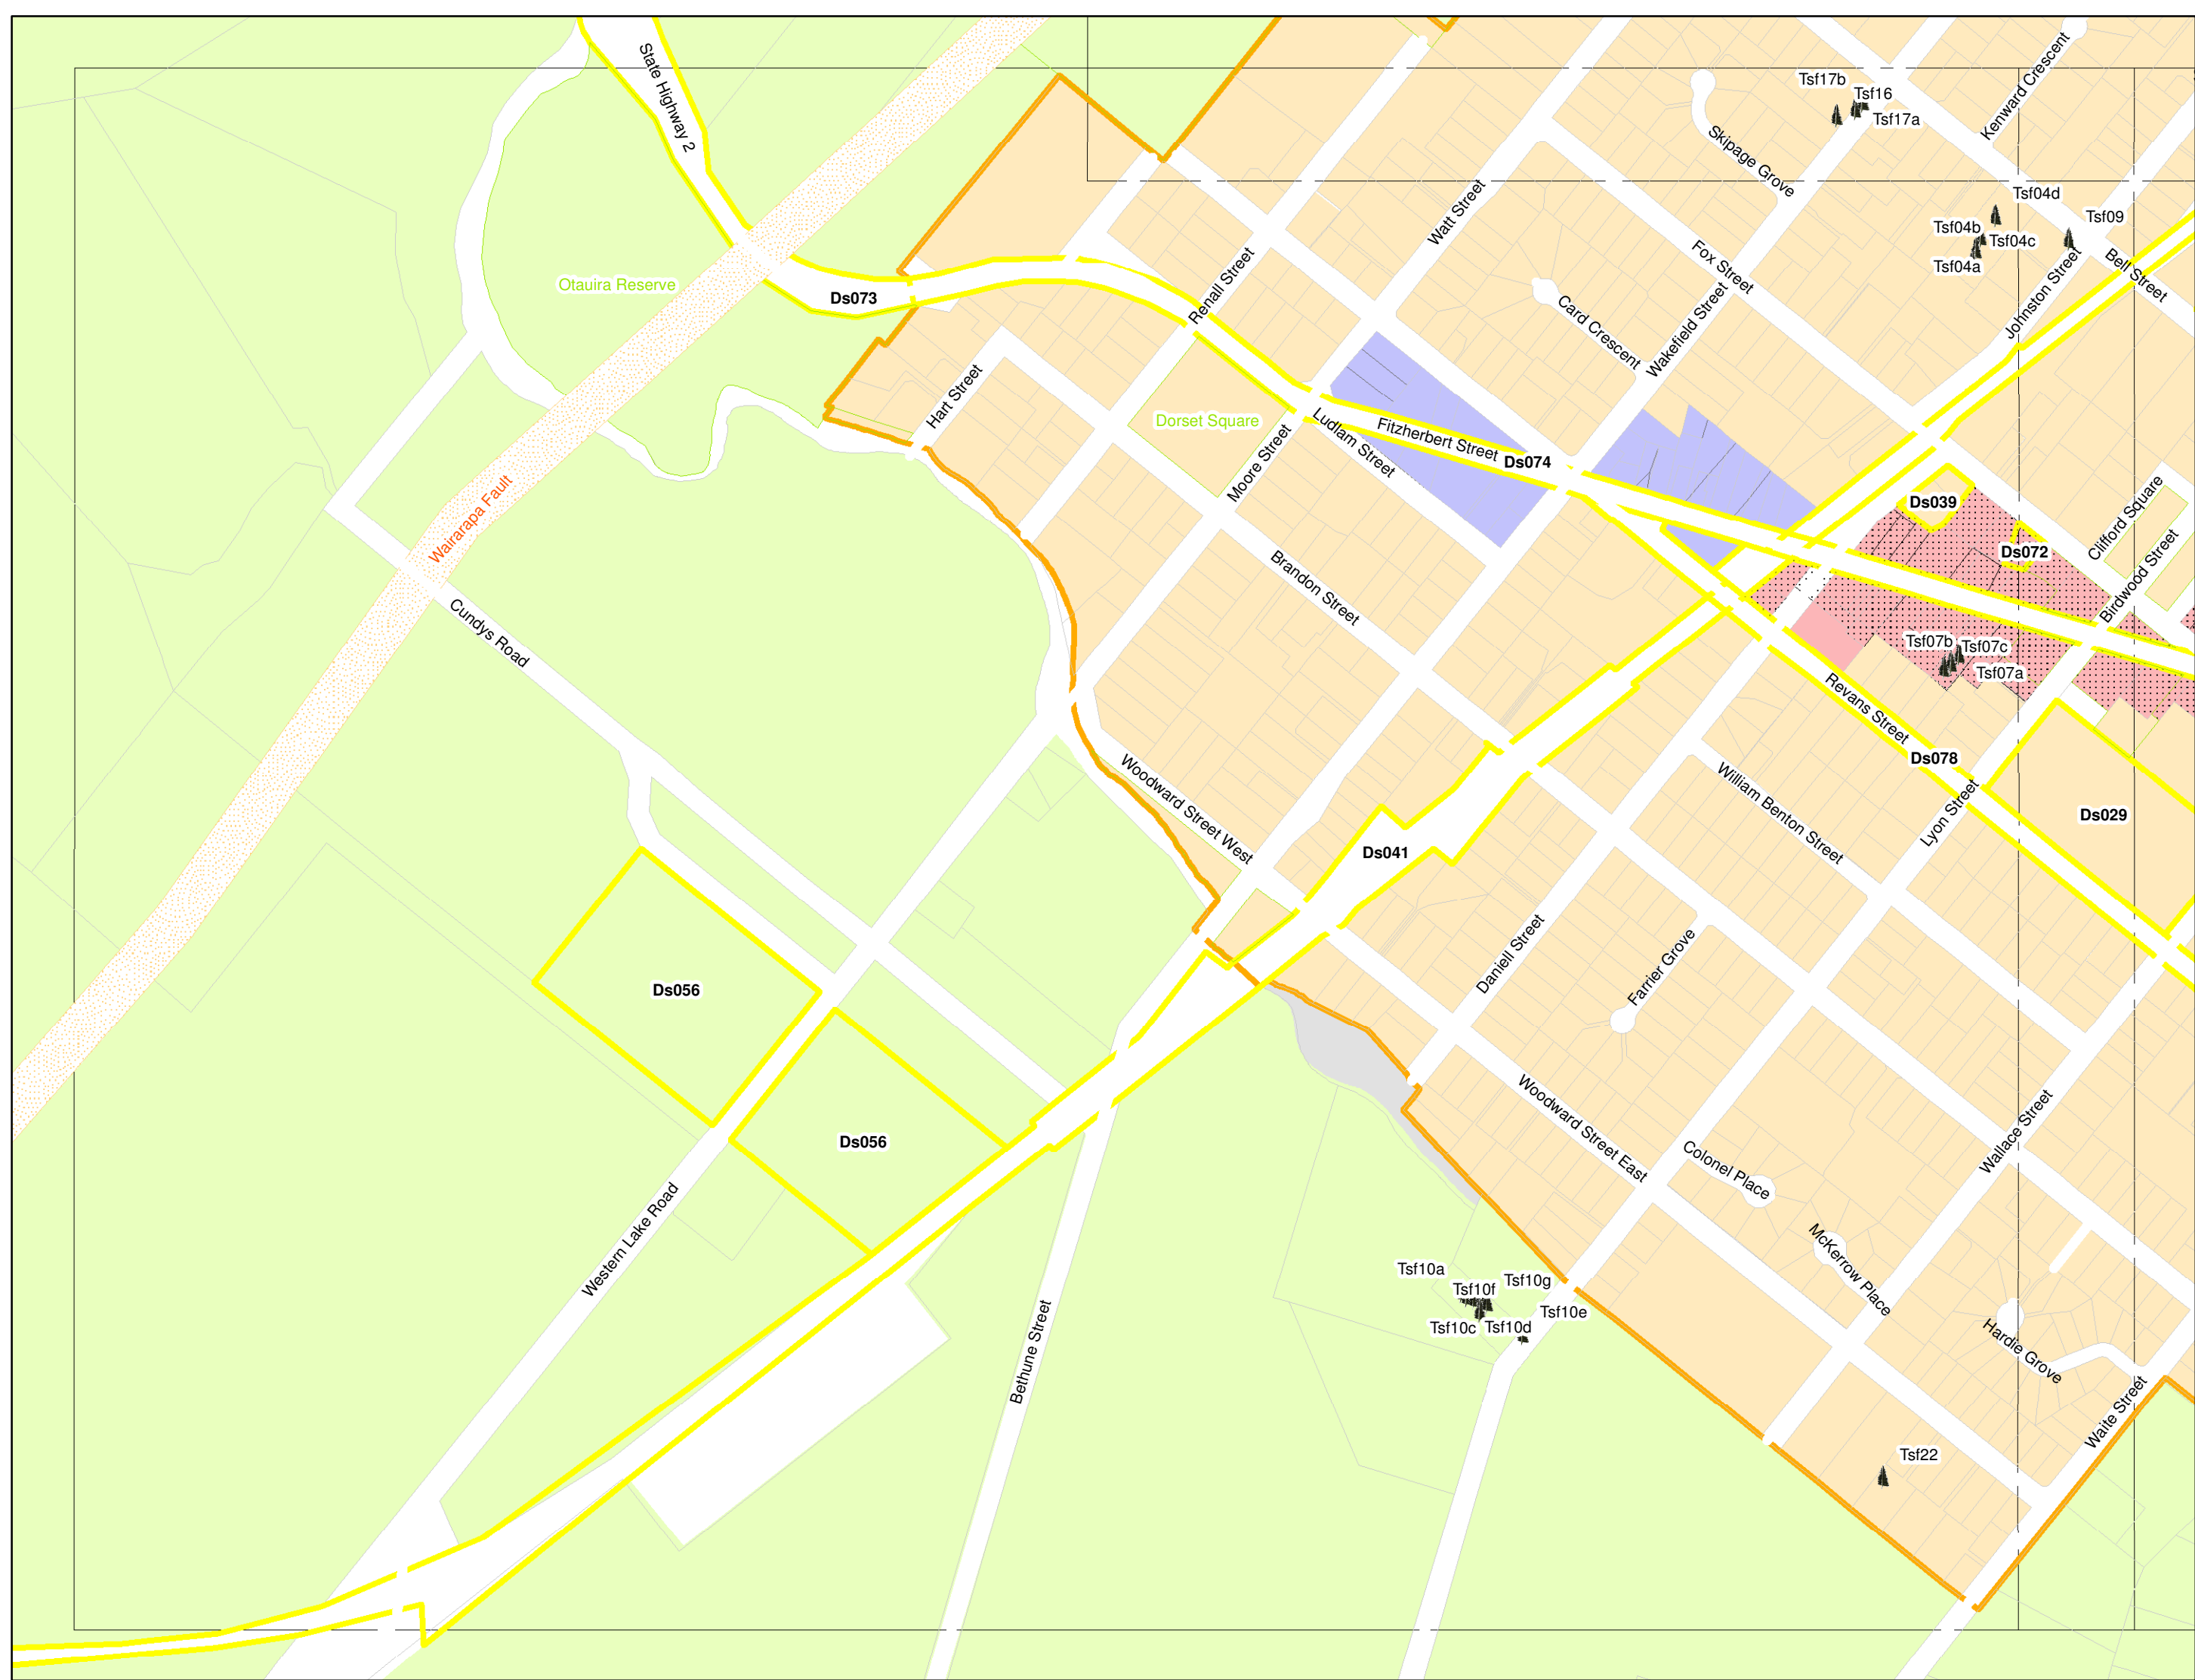 State Highway 2
Kenward Crescent
Tsf17b
Tsf16
Tsf17a
Skipage Grove
Tsf04d
Watt Street
Tsf09
Tsf04b
Tsf04c
Tsf04a
Fox Street
Bell Street
Otauira Reserve
Ds073
Renall Street
Johnston Street
Card Crescent
Wakefield Street
Hart Street
Dorset Square
Ludlam Street
Fitzherbert Street
Ds074
Moore Street
Wairarapa Fault
Ds039
Clifford Square
Ds072
Birdwood Street
Brandon Street
Cundys Road
Tsf07b
Tsf07c
Tsf07a
Revans Street
Ds078
Woodward Street West
William Benton Street
Lyon Street
Ds029
Ds041
Daniell Street
Farrier Grove
Ds056
Ds056
Woodward Street East
Wallace Street
Colonel Place
Western Lake Road
McKerrow Place
Tsf10a
Tsf10f
Tsf10g
Tsf10e
Tsf10c
Tsf10d
Bethune Street
Hardie Grove
Waite Street
Tsf22